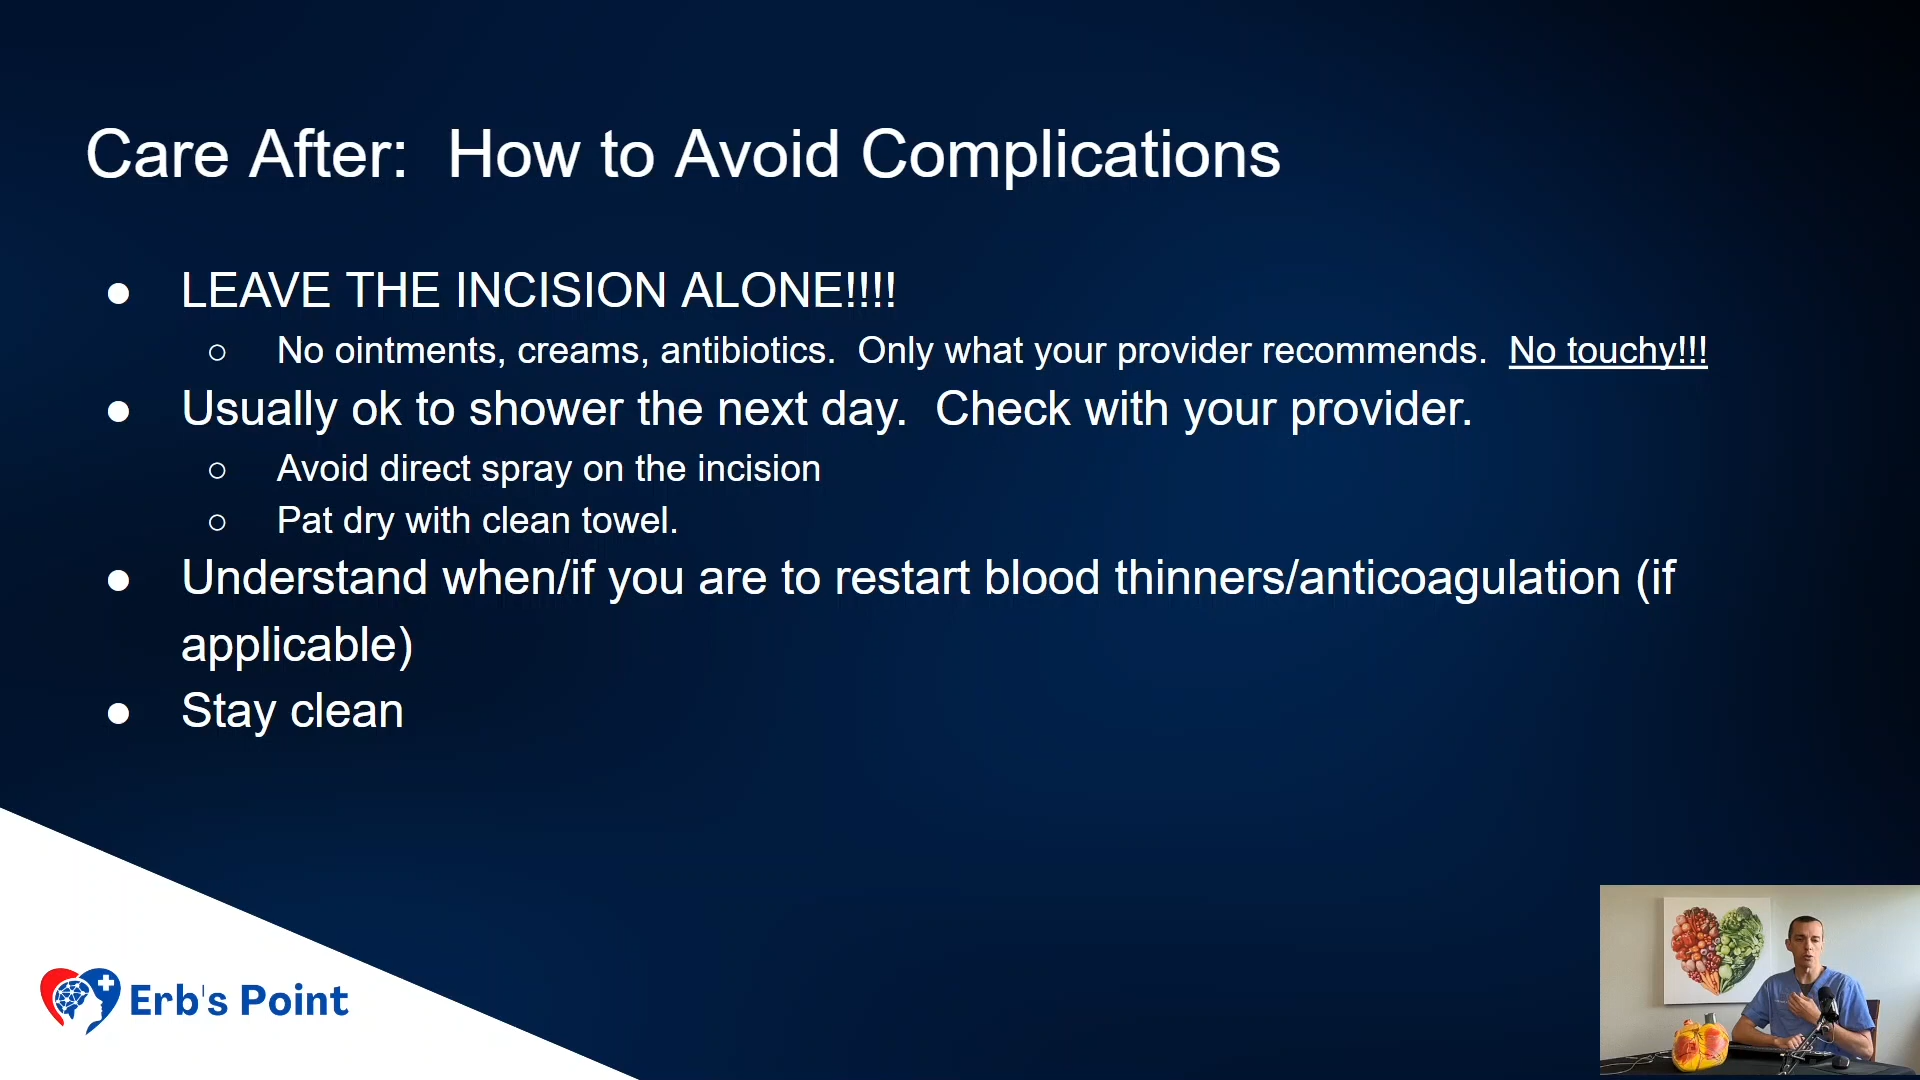 Care After:  How to Avoid Complications
● LEAVE THE INCISION ALONE!!!!
○ No ointments, creams, antibiotics.  Only what your provider recommends.  No touchy!!!
● Usually ok to shower the next day.  Check with your provider.
○ Avoid direct spray on the incision
○ Pat dry with clean towel.
● Understand when/if you are to restart blood thinners/anticoagulation (if
applicable)
● Stay clean
Erb's Point